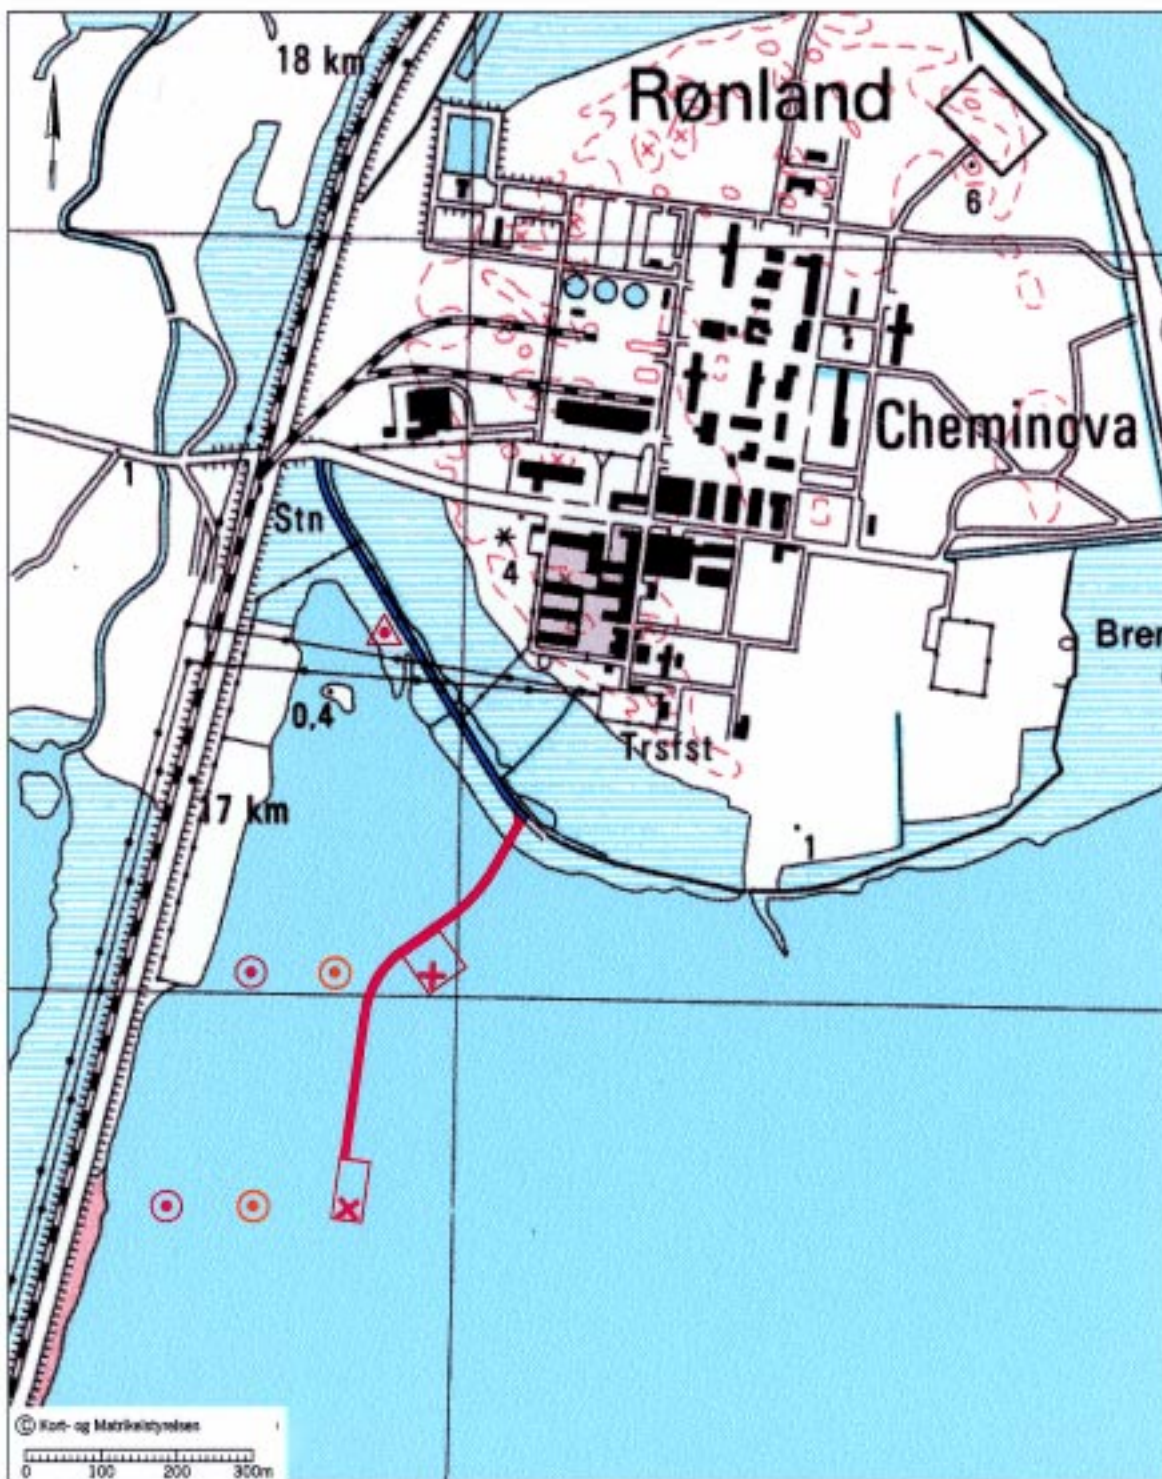 18 km
Rønland
6
Cheminova
1
Stn
4
Bren
0,4
Trsfst
17 km
1
© Kort- og Matrikelstyrelsen
0 100 200 300m